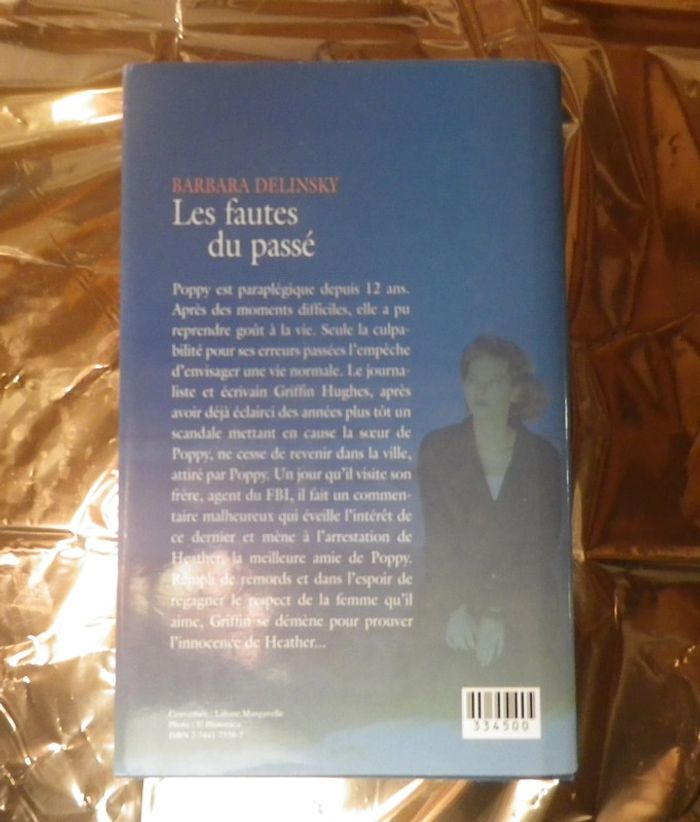 BARBARA DELINSKY
Les fautes
du passé
Poppy est paraplégique depuis 12 ans.
Après des moments difficiles, elle a pu
reprendre goût à la vie. Seule la culpa-
bilité pour ses erreurs passées l'empêche
d'envisager une vie normale. Le journa-
liste et écrivain Griffin Hughes, après
avoir déjà éclairci des années plus tôt un
scandale mettant en cause la sœur de
Poppy, ne cesse de revenir dans la ville,
attiré par Poppy. Un jour qu'il visite son
frère, agent du FBI, il fait un commen-
taire malheureux qui éveille l'intérêt de
ce dernier et mène à l'arrestation de
Heather, la meilleure amie de Poppy.
Rempli de remords et dans l'espoir de
regagner le respect de la femme qu'il
aime, Griffin se démène pour prouver
l'innocence de Heather...
Couverture :
Photo : © Photonica
ISBN
334500